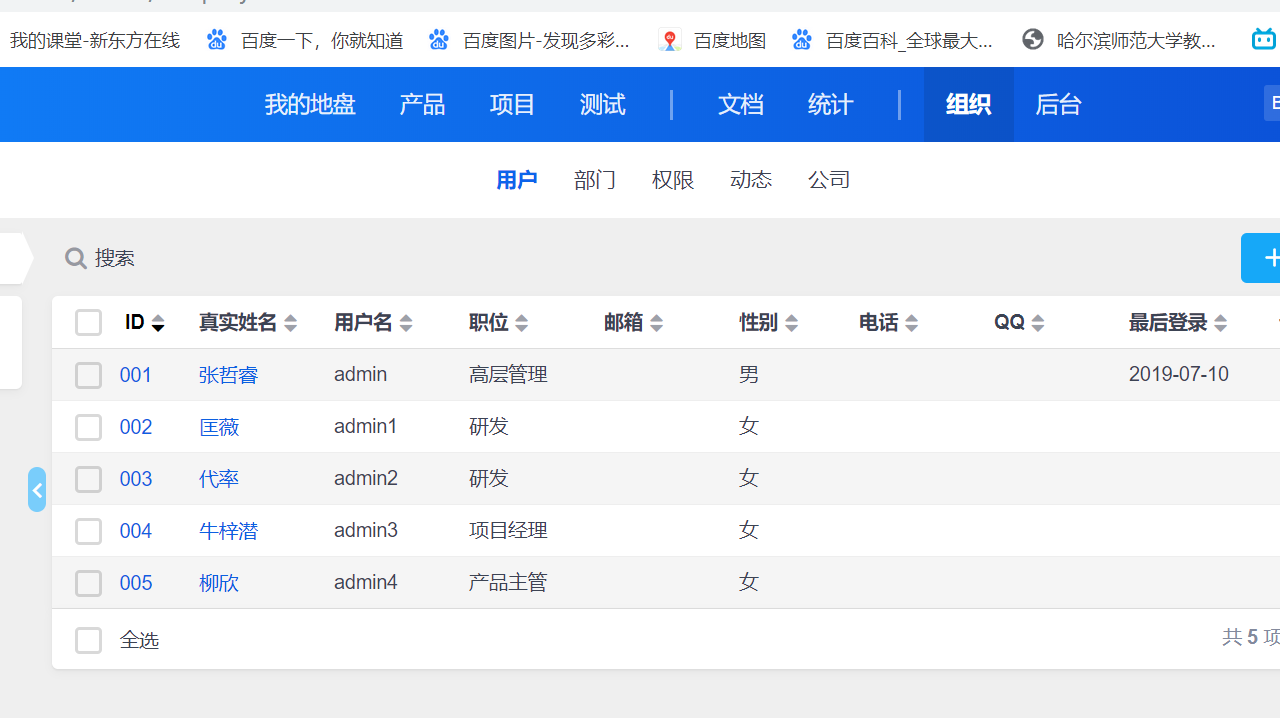 我的课堂-新东方在线 百度一下，你就知道 百度图片-发现多彩... 百度地图 百度百科_全球最大... 哈尔滨师范大学教...
我的地盘 产品 项目 测试 文档 统计 组织 后台
用户 部门 权限 动态 公司
搜索
ID 真实姓名 用户名 职位 邮箱 性别 电话 QQ 最后登录
001 张哲睿 admin 高层管理 男 2019-07-10
002 匡薇 admin1 研发 女
003 代率 admin2 研发 女
004 牛梓潜 admin3 项目经理 女
005 柳欣 admin4 产品主管 女
全选 共 5 项